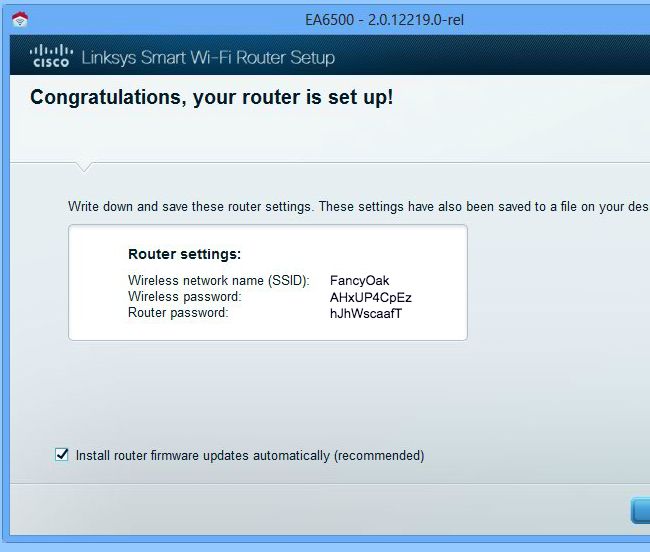 EA6500 - 2.0.12219.0-rel
cisco Linksys Smart Wi-Fi Router Setup
Congratulations, your router is set up!
Write down and save these router settings. These settings have also been saved to a file on your des
Router settings:
Wireless network name (SSID): FancyOak
Wireless password: AHxUP4CpEz
Router password: hJhWscaafT
Install router firmware updates automatically (recommended)